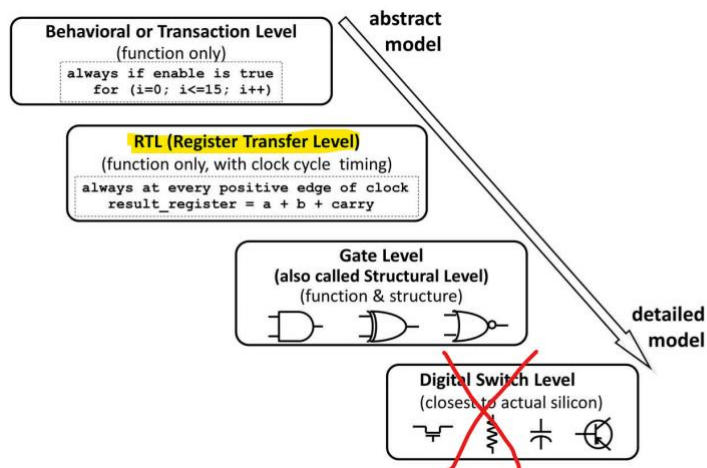 abstract
model
Behavioral or Transaction Level
(function only)
always if enable is true
for (i=0; i<=15; i++)
RTL (Register Transfer Level)
(function only, with clock cycle timing)
always at every positive edge of clock
result_register = a + b + carry
Gate Level
(also called Structural Level)
(function & structure)
detailed
model
Digital Switch Level
(closest to actual silicon)